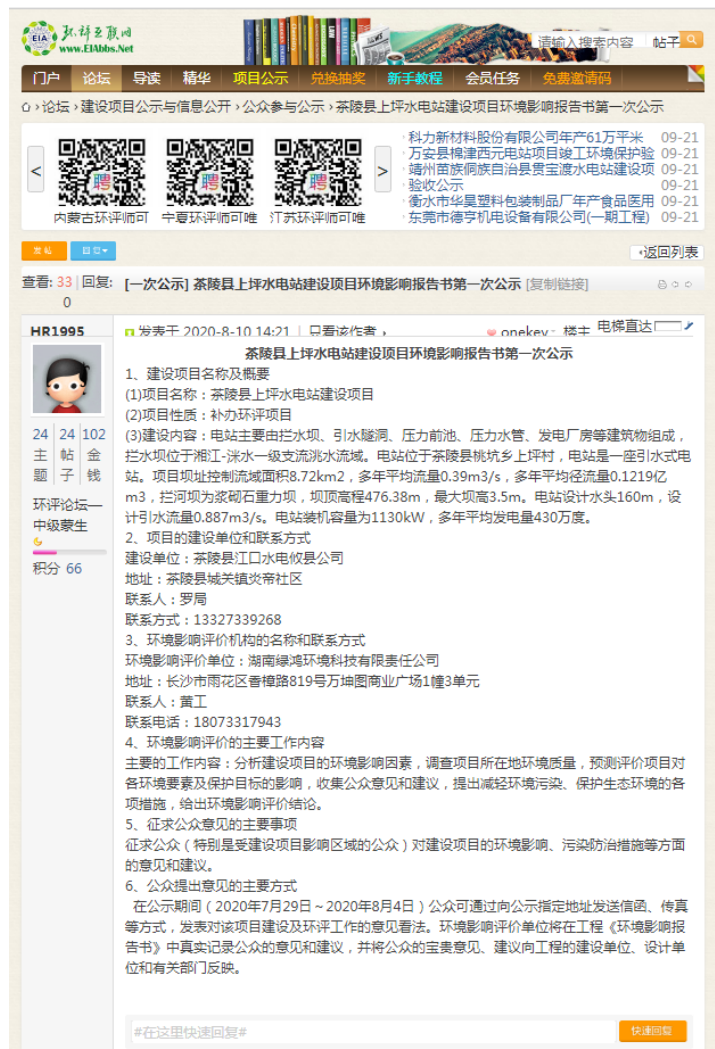 EIA 环评互联网
www.EIAbbs.Net
请输入搜索内容 帖子
门户 论坛 导读 精华 项目公示 兑换抽奖 新手教程 会员任务 免费邀请码
论坛 › 建设项目公示与信息公开 › 公众参与公示 › 茶陵县上坪水电站建设项目环境影响报告书第一次公示
< 聘 聘 聘 >
内蒙古环评师可 宁夏环评师可唯 江苏环评师可唯
科力新材料股份有限公司年产61万平米 09-21
万安县棉津西元电站项目竣工环境保护验 09-21
靖州苗族侗族自治县贯宝渡水电站建设项 09-21
验收公示 09-21
衡水市华昊塑料包装制品厂年产食品医用 09-21
东莞市德亨机电设备有限公司(一期工程) 09-21
发帖 回复 返回列表
查看: 33 | 回复: 0
[一次公示] 茶陵县上坪水电站建设项目环境影响报告书第一次公示 [复制链接]
HR1995
发表于 2020-8-10 14:21 | 只看该作者 onekey 楼主 电梯直达
24 24 102
主题 帖子 金钱
环评论坛—中级蒙生
积分 66
茶陵县上坪水电站建设项目环境影响报告书第一次公示
1、建设项目名称及概要
(1)项目名称：茶陵县上坪水电站建设项目
(2)项目性质：补办环评项目
(3)建设内容：电站主要由拦水坝、引水隧洞、压力前池、压力水管、发电厂房等建筑物组成，
拦水坝位于湘江-洣水一级支流洮水流域。电站位于茶陵县桃坑乡上坪村，电站是一座引水式电
站。项目坝址控制流域面积8.72km2，多年平均流量0.39m3/s，多年平均径流量0.1219亿
m3，拦河坝为浆砌石重力坝，坝顶高程476.38m，最大坝高3.5m。电站设计水头160m，设
计引水流量0.887m3/s。电站装机容量为1130kW，多年平均发电量430万度。
2、项目的建设单位和联系方式
建设单位：茶陵县江口水电攸县公司
地址：茶陵县城关镇炎帝社区
联系人：罗局
联系方式：13327339268
3、环境影响评价机构的名称和联系方式
环境影响评价单位：湖南绿鸿环境科技有限责任公司
地址：长沙市雨花区香樟路819号万坤图商业广场1幢3单元
联系人：黄工
联系电话：18073317943
4、环境影响评价的主要工作内容
主要的工作内容：分析建设项目的环境影响因素，调查项目所在地环境质量，预测评价项目对
各环境要素及保护目标的影响，收集公众意见和建议，提出减轻环境污染、保护生态环境的各
项措施，给出环境影响评价结论。
5、征求公众意见的主要事项
征求公众（特别是受建设项目影响区域的公众）对建设项目的环境影响、污染防治措施等方面
的意见和建议。
6、公众提出意见的主要方式
在公示期间（2020年7月29日～2020年8月4日）公众可通过向公示指定地址发送信函、传真
等方式，发表对该项目建设及环评工作的意见看法。环境影响评价单位将在工程《环境影响报
告书》中真实记录公众的意见和建议，并将公众的宝贵意见、建议向工程的建设单位、设计单
位和有关部门反映。
#在这里快速回复# 快速回复